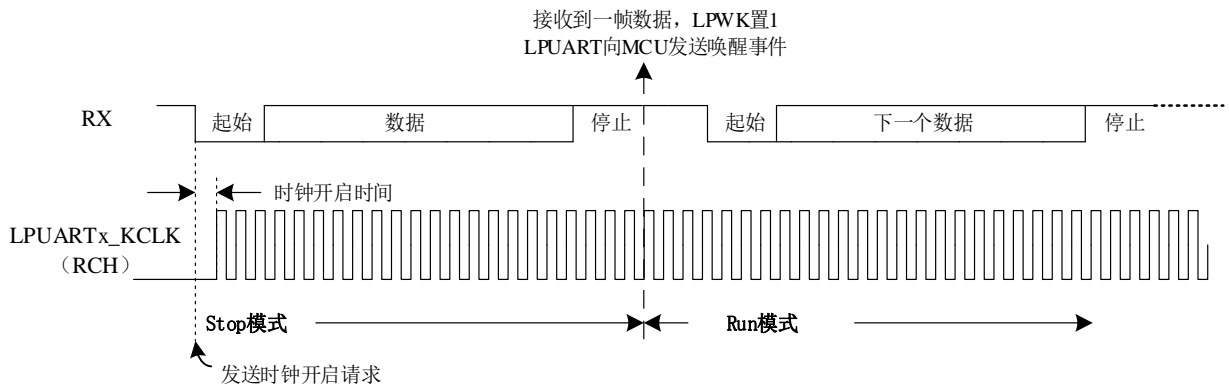 接收到一帧数据，LPWK置1
LPUART向MCU发送唤醒事件
RX
起始
数据
停止
起始
下一个数据
停止
时钟开启时间
LPUARTx_KCLK
（RCH）
Stop模式
Run模式
发送时钟开启请求